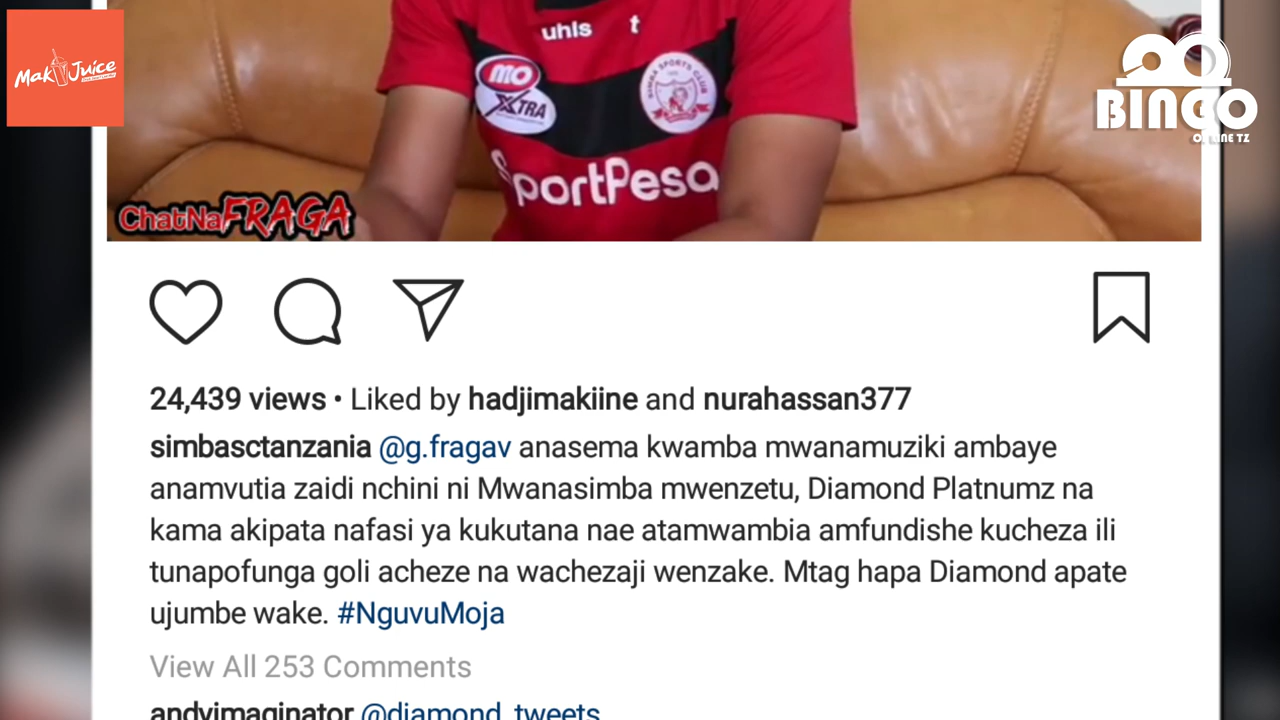 Mak Juice
BINGO
ONLINE TZ
uhls
t
MO
XTRA
SIMBA SPORTS CLUB
SportPesa
ChatNaFRAGA
24,439 views • Liked by hadjimakiine and nurahassan377
simbasctanzania @g.fragav anasema kwamba mwanamuziki ambaye
anamvutia zaidi nchini ni Mwanasimba mwenzetu, Diamond Platnumz na
kama akipata nafasi ya kukutana nae atamwambia amfundishe kucheza ili
tunapofunga goli acheze na wachezaji wenzake. Mtag hapa Diamond apate
ujumbe wake. #NguvuMoja
View All 253 Comments
andyimaginator @diamond_tweets